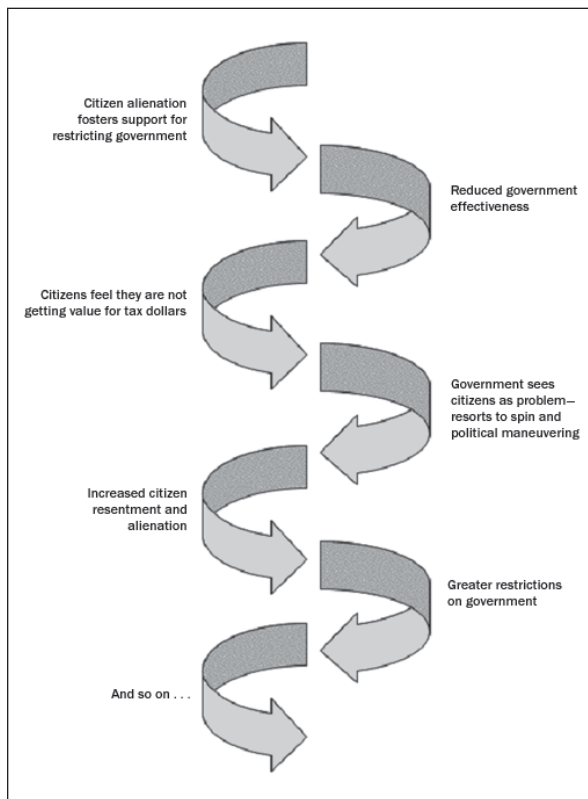 Citizen alienation
fosters support for
restricting government
Reduced government
effectiveness
Citizens feel they are not
getting value for tax dollars
Government sees
citizens as problem—
resorts to spin and
political maneuvering
Increased citizen
resentment and
alienation
Greater restrictions
on government
And so on . . .